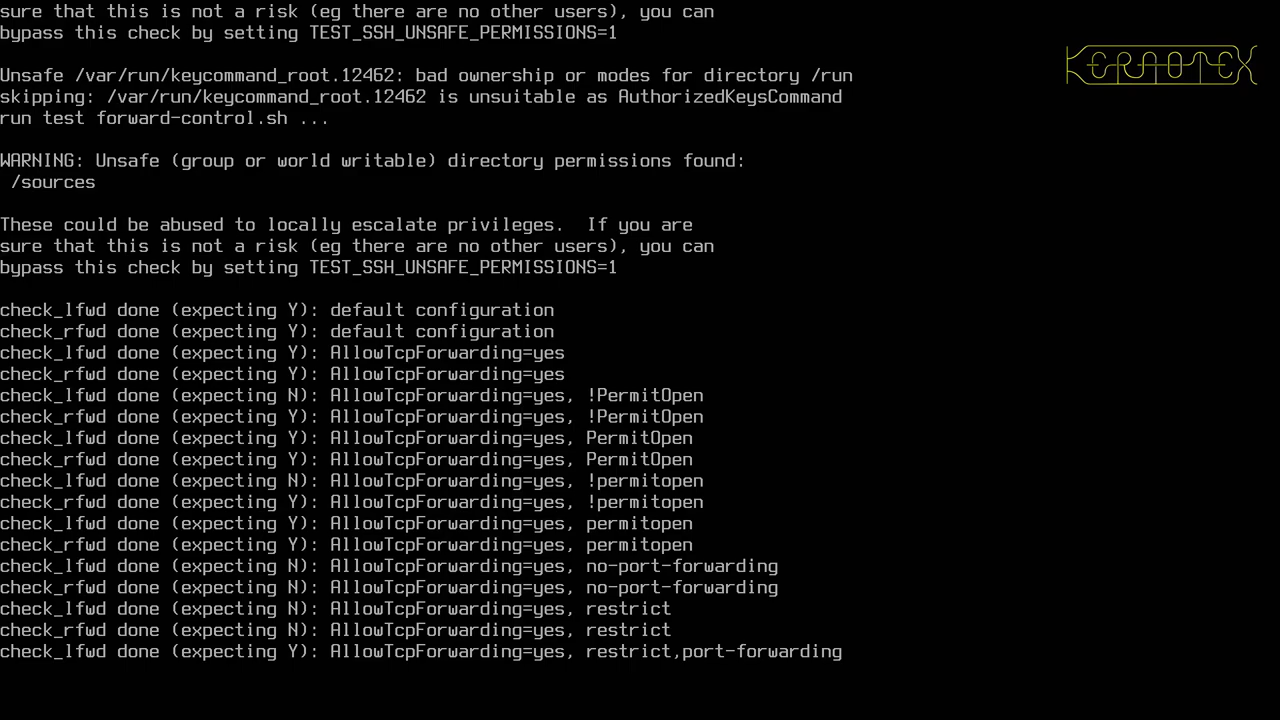 sure that this is not a risk (eg there are no other users), you can
bypass this check by setting TEST_SSH_UNSAFE_PERMISSIONS=1
Unsafe /var/run/keycommand_root.12462: bad ownership or modes for directory /run
skipping: /var/run/keycommand_root.12462 is unsuitable as AuthorizedKeysCommand
run test forward-control.sh ...
WARNING: Unsafe (group or world writable) directory permissions found:
/sources
These could be abused to locally escalate privileges.  If you are
sure that this is not a risk (eg there are no other users), you can
bypass this check by setting TEST_SSH_UNSAFE_PERMISSIONS=1
check_lfwd done (expecting Y): default configuration
check_rfwd done (expecting Y): default configuration
check_lfwd done (expecting Y): AllowTcpForwarding=yes
check_rfwd done (expecting Y): AllowTcpForwarding=yes
check_lfwd done (expecting N): AllowTcpForwarding=yes, !PermitOpen
check_rfwd done (expecting Y): AllowTcpForwarding=yes, !PermitOpen
check_lfwd done (expecting Y): AllowTcpForwarding=yes, PermitOpen
check_rfwd done (expecting Y): AllowTcpForwarding=yes, PermitOpen
check_lfwd done (expecting N): AllowTcpForwarding=yes, !permitopen
check_rfwd done (expecting Y): AllowTcpForwarding=yes, !permitopen
check_lfwd done (expecting Y): AllowTcpForwarding=yes, permitopen
check_rfwd done (expecting Y): AllowTcpForwarding=yes, permitopen
check_lfwd done (expecting N): AllowTcpForwarding=yes, no-port-forwarding
check_rfwd done (expecting N): AllowTcpForwarding=yes, no-port-forwarding
check_lfwd done (expecting N): AllowTcpForwarding=yes, restrict
check_rfwd done (expecting N): AllowTcpForwarding=yes, restrict
check_lfwd done (expecting Y): AllowTcpForwarding=yes, restrict,port-forwarding